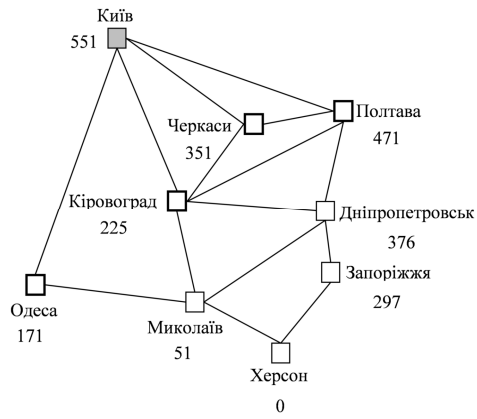 Київ
551
Полтава
471
Черкаси
351
Кіровоград
225
Дніпропетровськ
376
Запоріжжя
297
Одеса
171
Миколаїв
51
Херсон
0